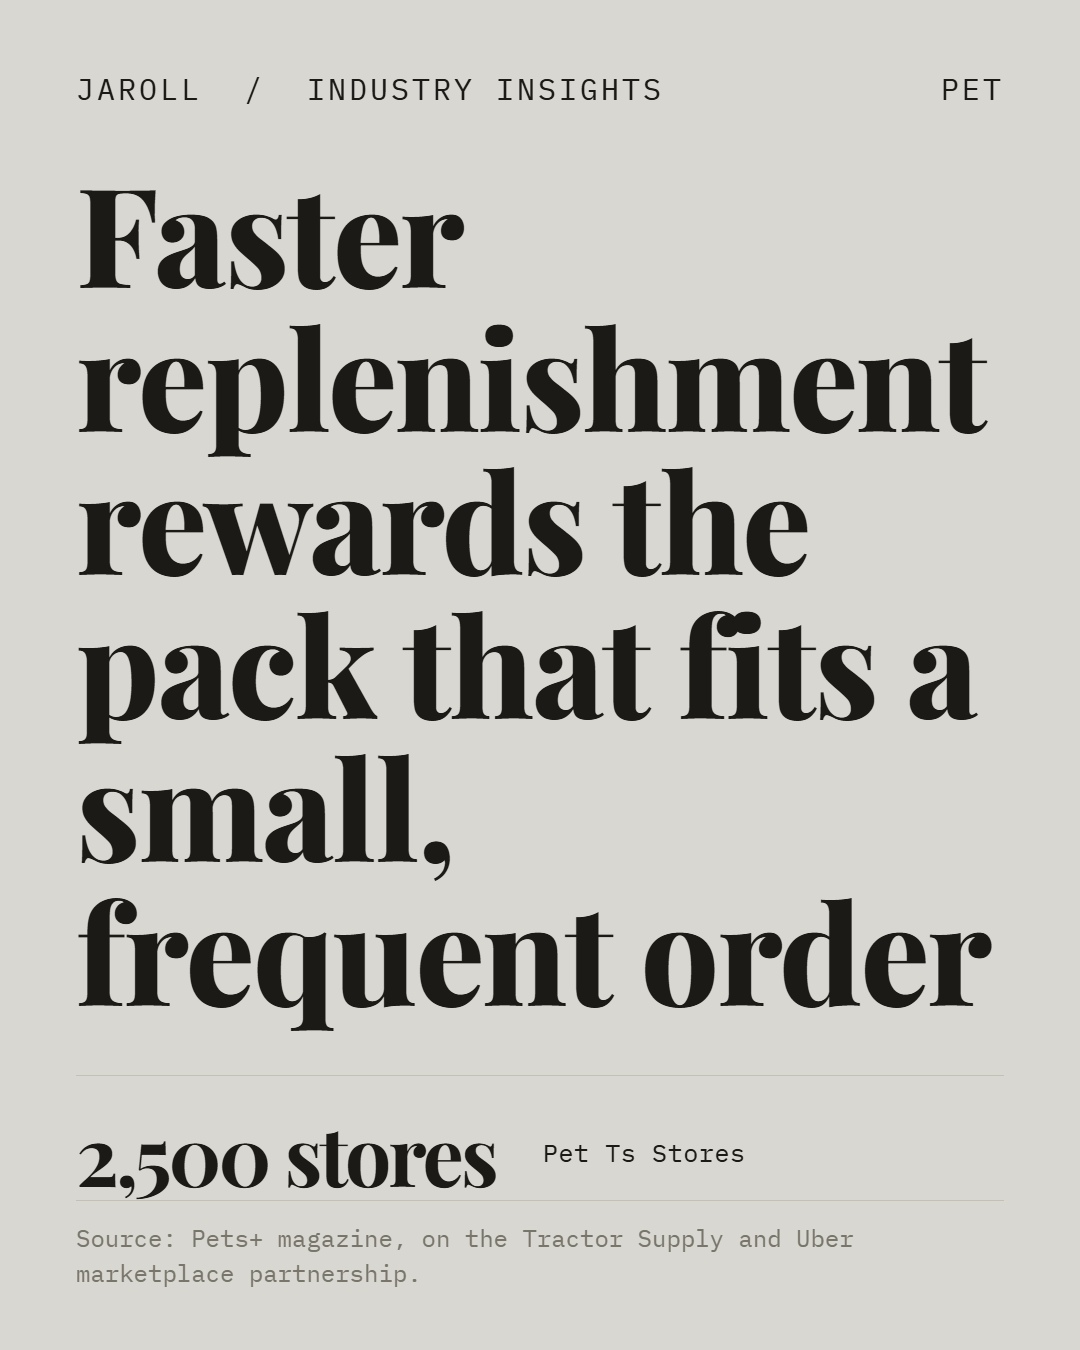 JAROLL / INDUSTRY INSIGHTS PET
Faster
replenishment
rewards the
pack that fits a
small,
frequent order
2,500 stores Pet Ts Stores
Source: Pets+ magazine, on the Tractor Supply and Uber
marketplace partnership.